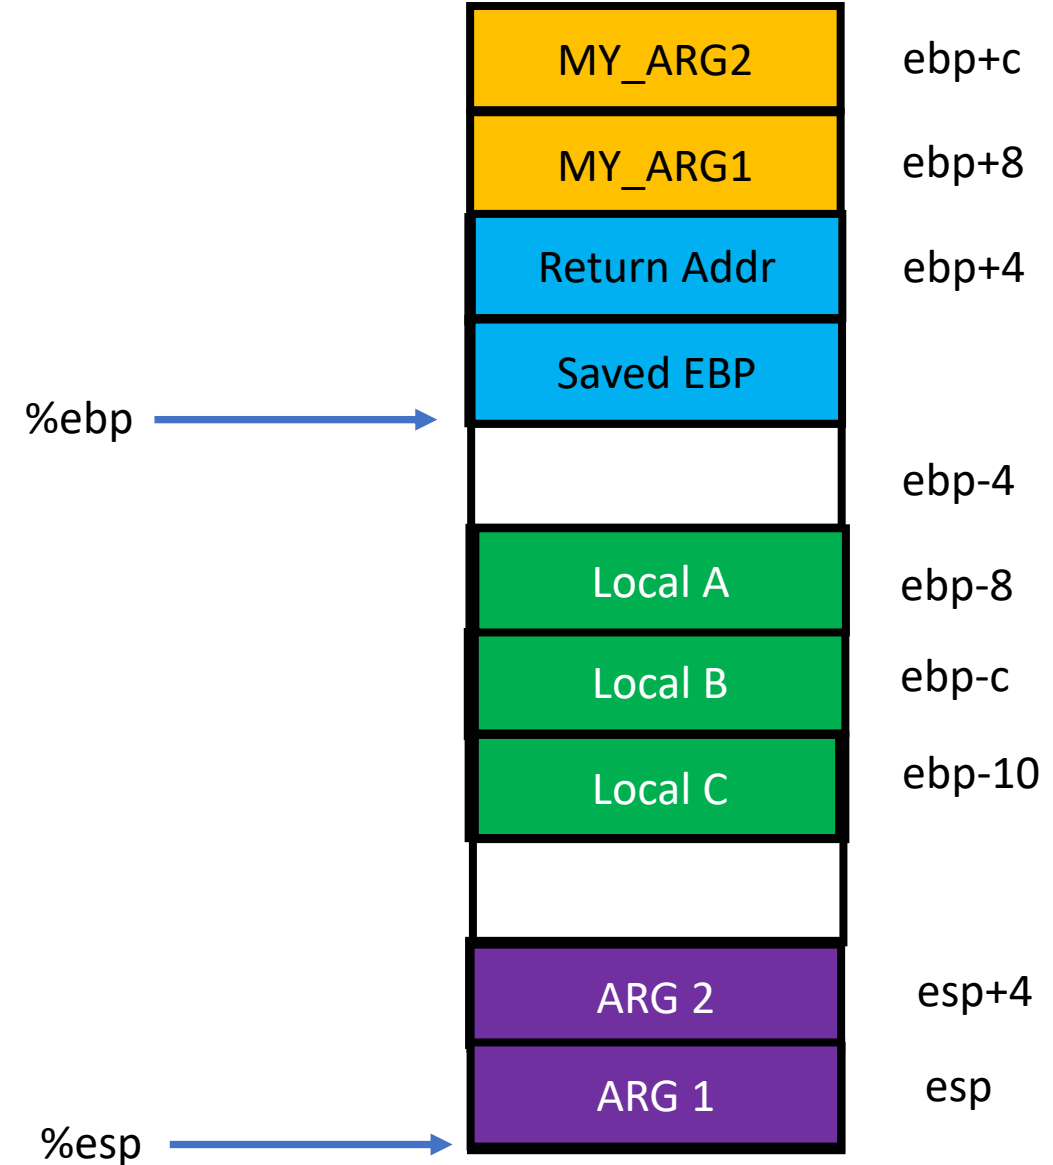 MY_ARG2 ebp+c
MY_ARG1 ebp+8
Return Addr ebp+4
Saved EBP
%ebp
ebp-4
Local A ebp-8
Local B ebp-c
Local C ebp-10
ARG 2 esp+4
ARG 1 esp
%esp